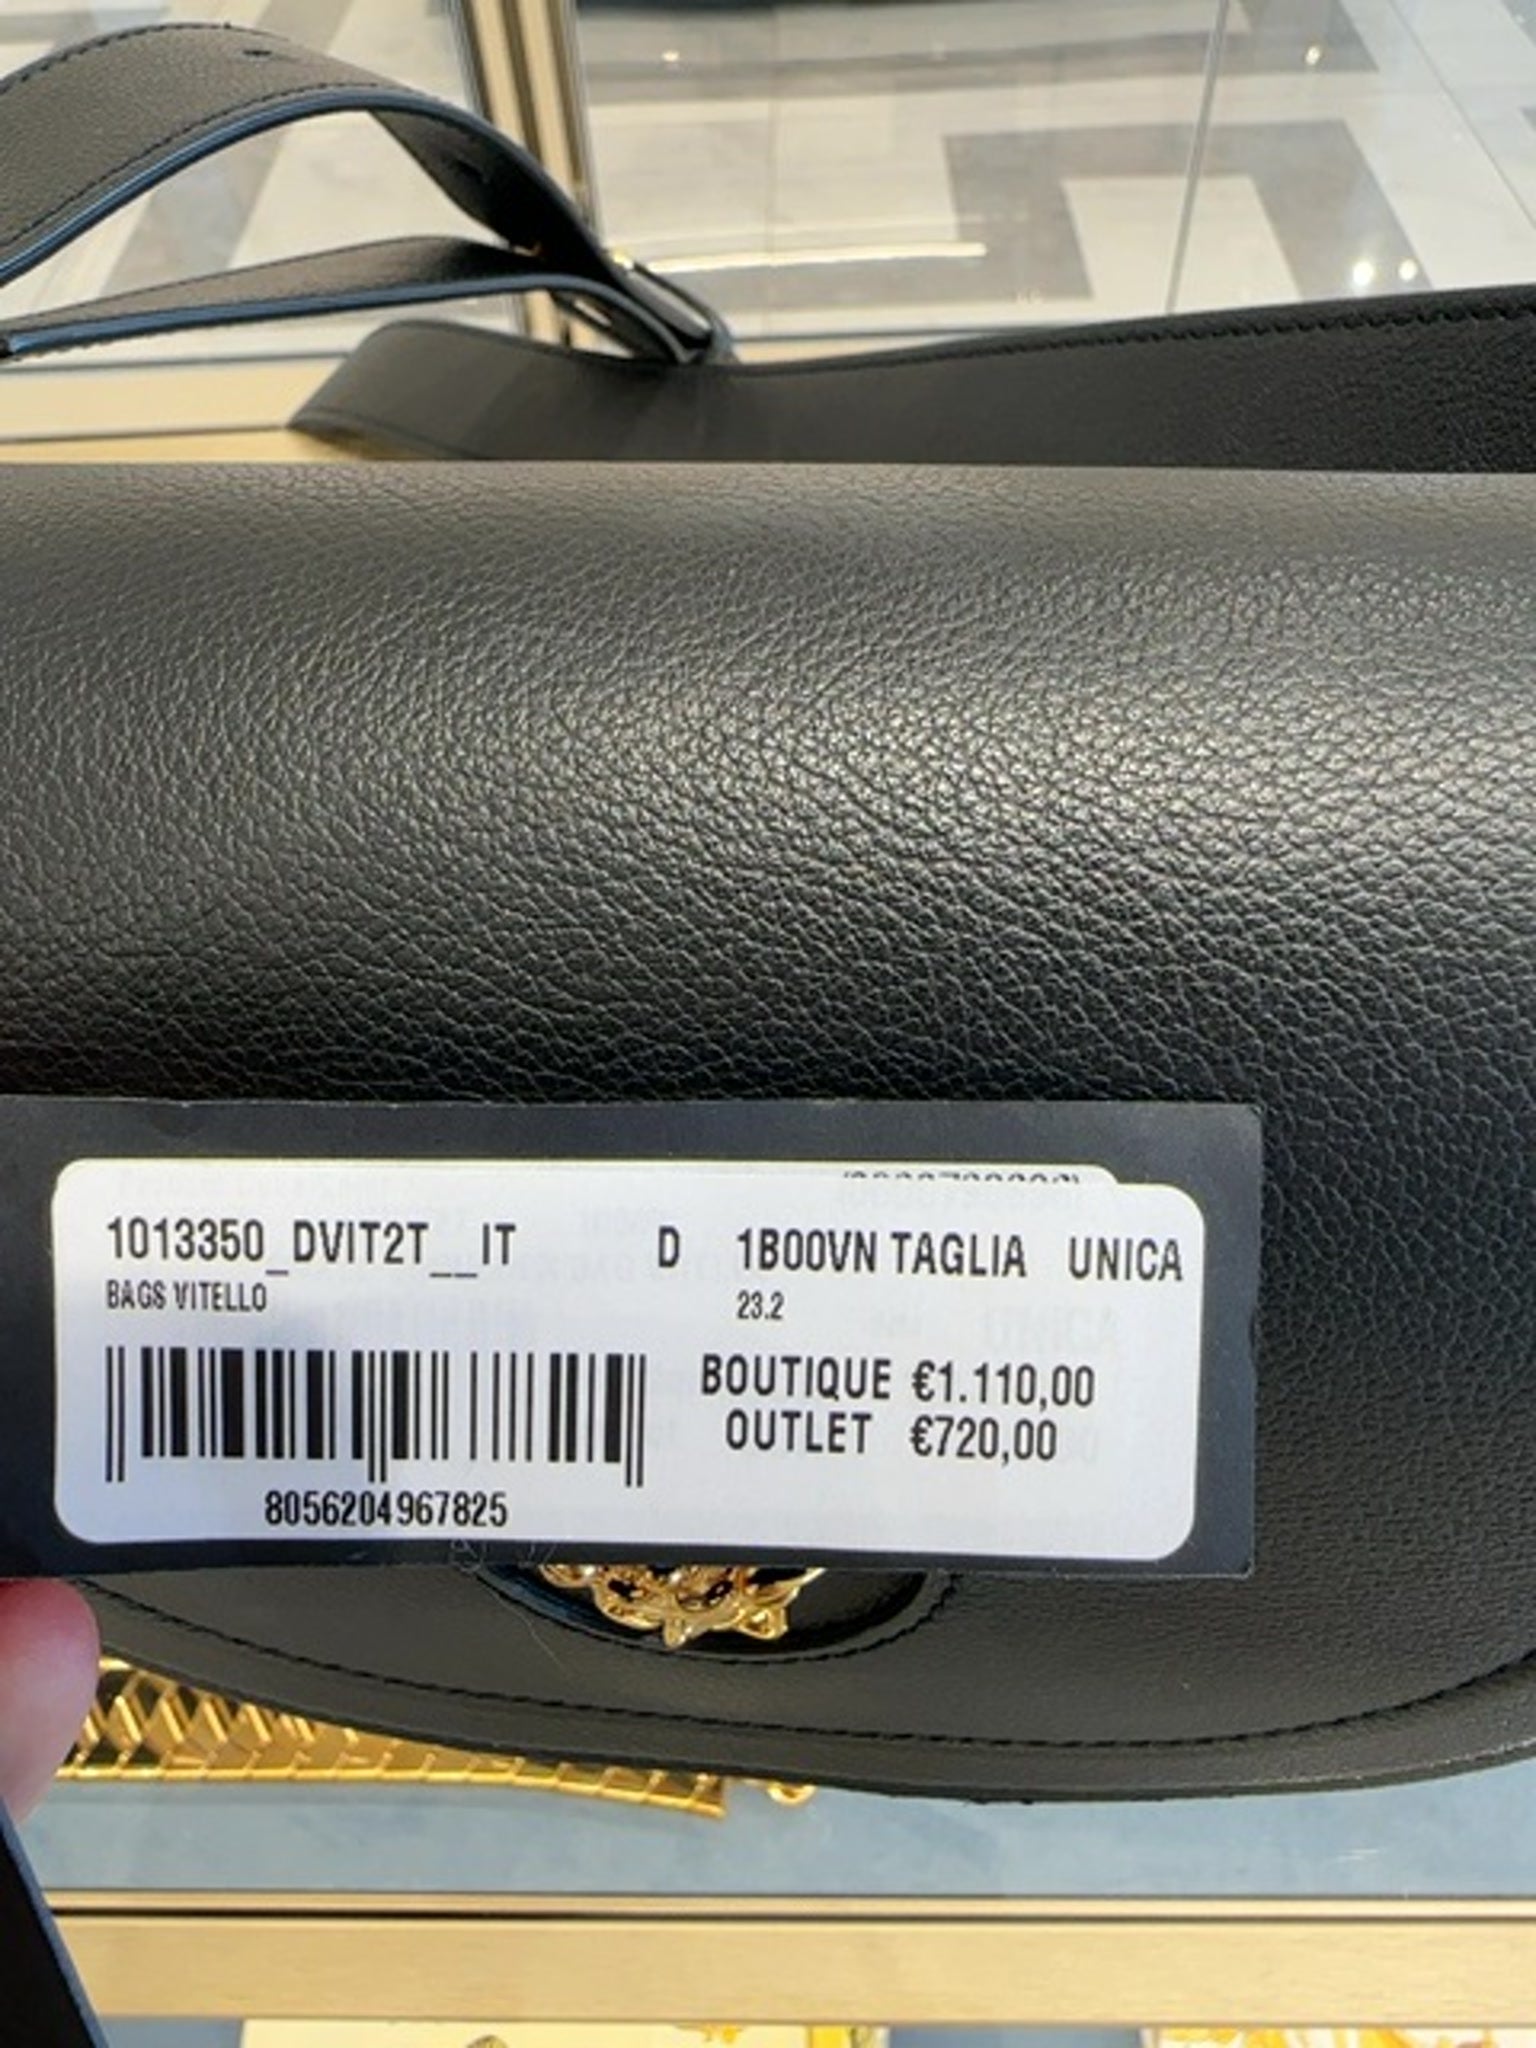 1013350_DVIT2T__IT D 1B00VN TAGLIA UNICA
BAGS VITELLO 23.2
BOUTIQUE €1.110,00
OUTLET €720,00
8056204967825